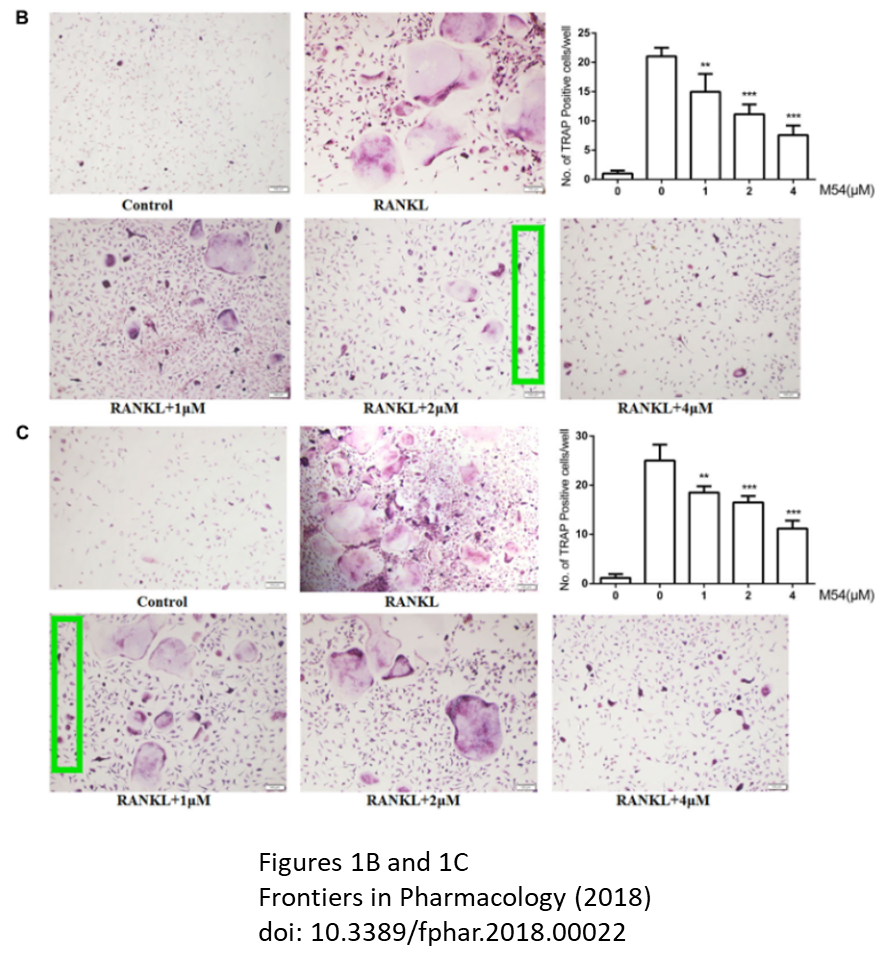 B
No. of TRAP Positive cells/well
25
20
15
10
5
0
**
***
***
0 0 1 2 4 M54(μM)
Control RANKL
RANKL+1μM RANKL+2μM RANKL+4μM
C
No. of TRAP Positive cells/well
30
20
10
0
**
***
***
0 0 1 2 4 M54(μM)
Control RANKL
RANKL+1μM RANKL+2μM RANKL+4μM
Figures 1B and 1C
Frontiers in Pharmacology (2018)
doi: 10.3389/fphar.2018.00022